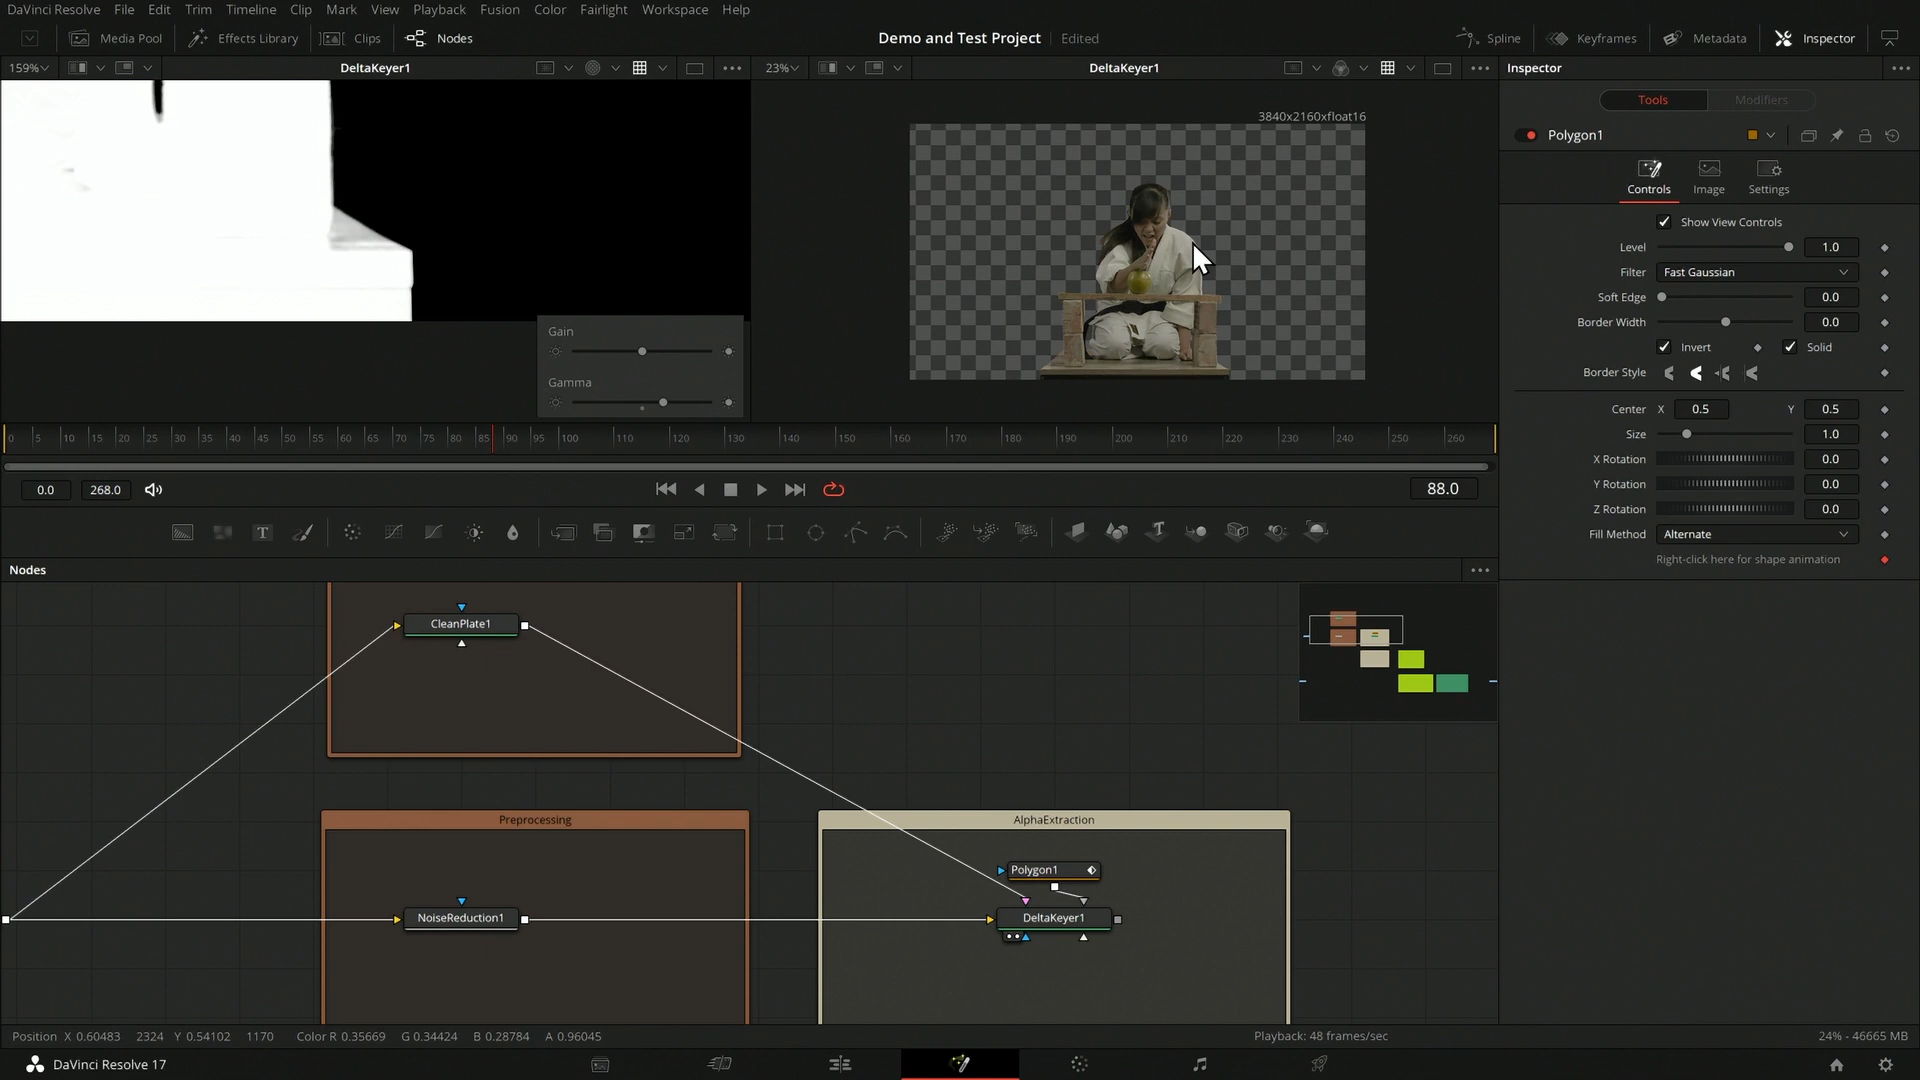 DaVinci Resolve File Edit Trim Timeline Clip Mark View Playback Fusion Color Fairlight Workspace Help
Media Pool Effects Library Clips Nodes Demo and Test Project Edited Spline Keyframes Metadata Inspector
159% DeltaKeyer1 23% DeltaKeyer1 Inspector
Tools Modifiers
3840x2160xfloat16
Polygon1
Controls Image Settings
Show View Controls
Level 1.0
Filter Fast Gaussian
Soft Edge 0.0
Border Width 0.0
Gain
Invert Solid
Border Style
Gamma
Center X 0.5 Y 0.5
Size 1.0
0 5 10 15 20 25 30 35 40 45 50 55 60 65 70 75 80 85 90 95 100 110 120 130 140 150 160 170 180 190 200 210 220 230 240 250 260
X Rotation 0.0
Y Rotation 0.0
0.0 268.0 88.0
Z Rotation 0.0
Fill Method Alternate
Right-click here for shape animation
Nodes
CleanPlate1
Preprocessing
AlphaExtraction
Polygon1
NoiseReduction1
DeltaKeyer1
Position X 0.60483 2324 Y 0.54102 1170 Color R 0.35669 G 0.34424 B 0.28784 A 0.96045 Playback: 48 frames/sec 24% - 46665 MB
DaVinci Resolve 17